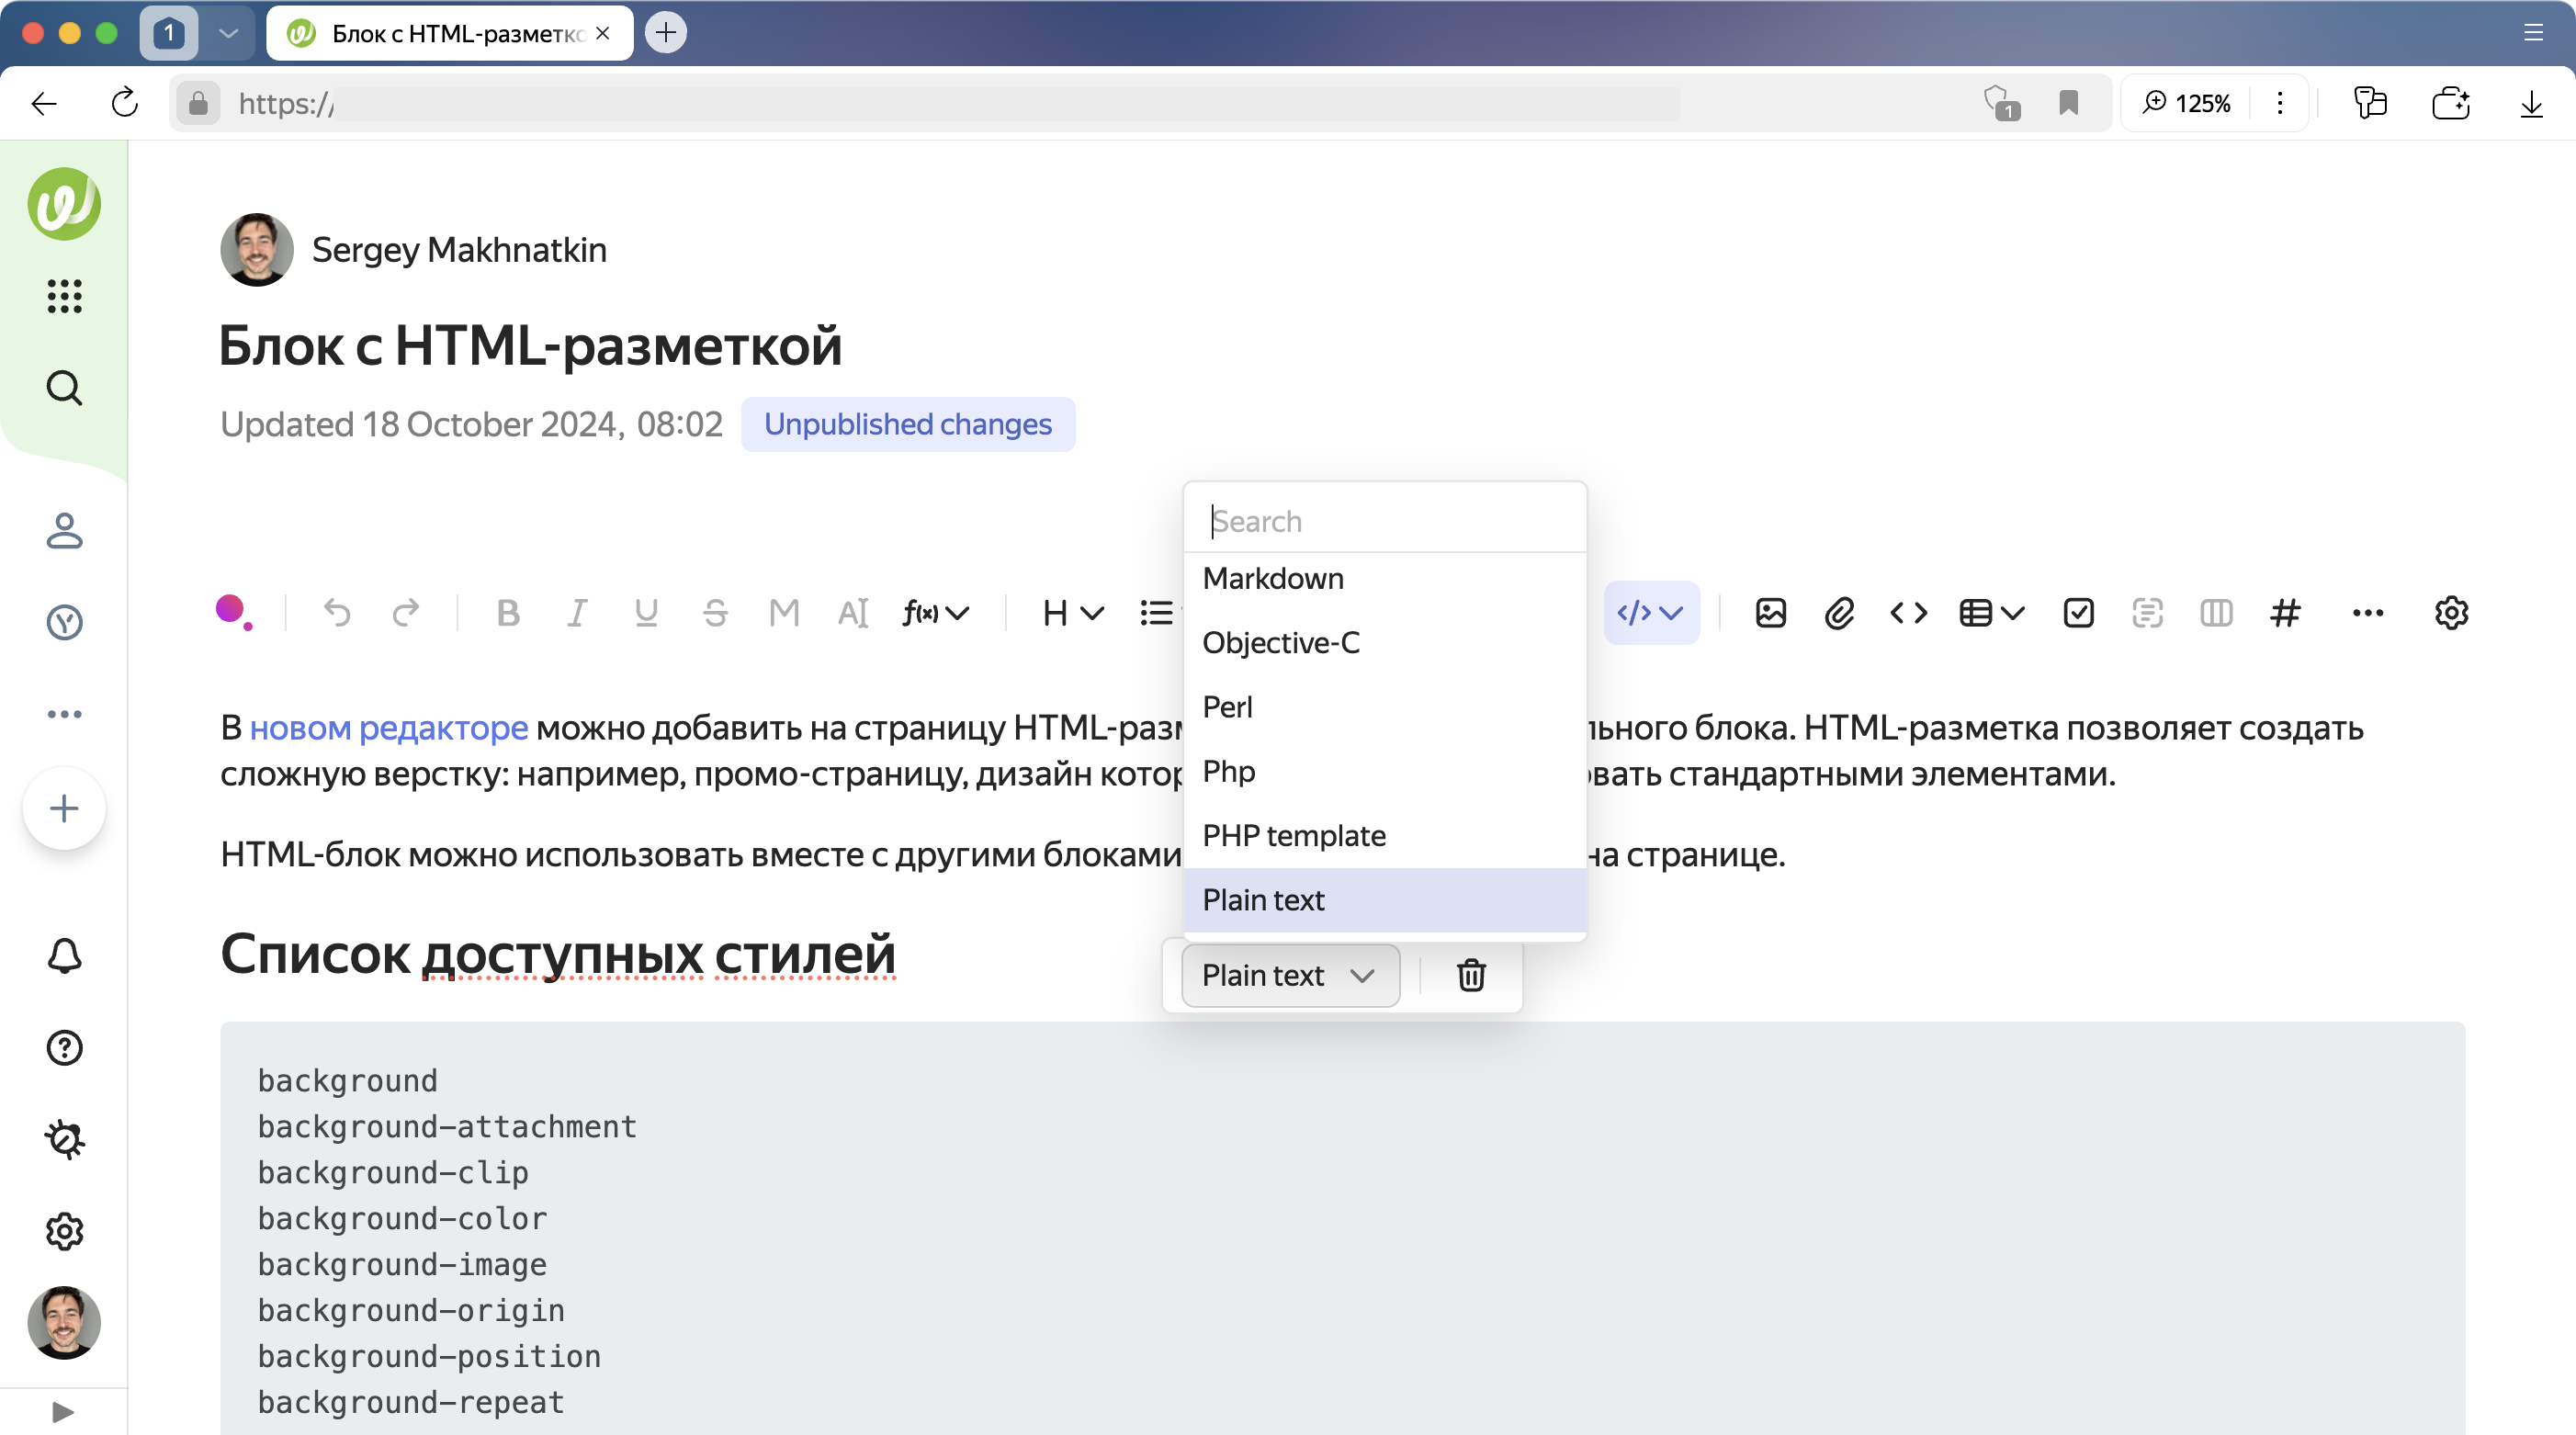 1
Блок с HTML-разметко
https://
1
125%
Sergey Makhnatkin
Блок с HTML-разметкой
Updated 18 October 2024, 08:02
Unpublished changes
Search
Markdown
Objective-C
Perl
Php
PHP template
Plain text
B I U S M AI f(x) H
В новом редакторе можно добавить на страницу HTML-разм льного блока. HTML-разметка позволяет создать
сложную верстку: например, промо-страницу, дизайн котор вать стандартными элементами.
HTML-блок можно использовать вместе с другими блоками на странице.
Список доступных стилей
Plain text
background
background-attachment
background-clip
background-color
background-image
background-origin
background-position
background-repeat